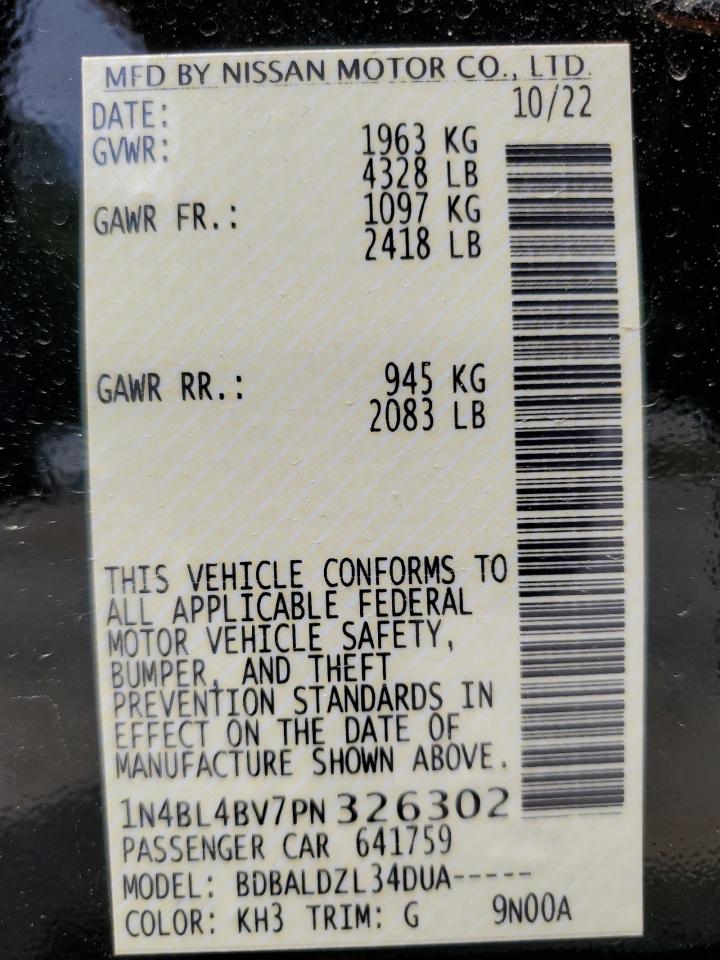 MFD BY NISSAN MOTOR CO., LTD.
DATE: 10/22
GVWR: 1963 KG
4328 LB
GAWR FR.: 1097 KG
2418 LB
GAWR RR.: 945 KG
2083 LB
THIS VEHICLE CONFORMS TO
ALL APPLICABLE FEDERAL
MOTOR VEHICLE SAFETY,
BUMPER, AND THEFT
PREVENTION STANDARDS IN
EFFECT ON THE DATE OF
MANUFACTURE SHOWN ABOVE.
1N4BL4BV7PN326302
PASSENGER CAR 641759
MODEL: BDBALDZL34DUA-----
COLOR: KH3 TRIM: G 9N00A